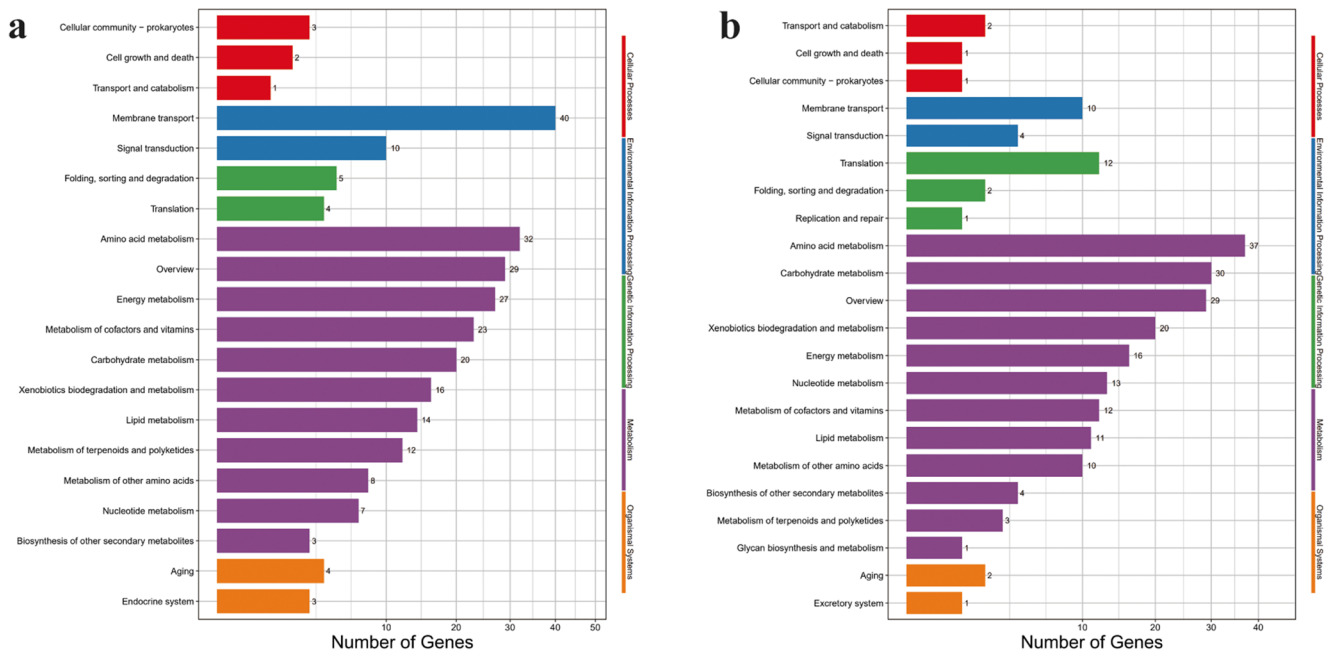 a
Cellular community − prokaryotes 3
Cell growth and death 2
Transport and catabolism 1
Membrane transport 40
Signal transduction 10
Folding, sorting and degradation 5
Translation 4
Amino acid metabolism 32
Overview 29
Energy metabolism 27
Metabolism of cofactors and vitamins 23
Carbohydrate metabolism 20
Xenobiotics biodegradation and metabolism 16
Lipid metabolism 14
Metabolism of terpenoids and polyketides 12
Metabolism of other amino acids 8
Nucleotide metabolism 7
Biosynthesis of other secondary metabolites 3
Aging 4
Endocrine system 3
10 20 30 40 50
Number of Genes
Cellular Processes
Environmental Information Processing
Genetic Information Processing
Metabolism
Organismal Systems
b
Transport and catabolism 2
Cell growth and death 1
Cellular community − prokaryotes 1
Membrane transport 10
Signal transduction 4
Translation 12
Folding, sorting and degradation 2
Replication and repair 1
Amino acid metabolism 37
Carbohydrate metabolism 30
Overview 29
Xenobiotics biodegradation and metabolism 20
Energy metabolism 16
Nucleotide metabolism 13
Metabolism of cofactors and vitamins 12
Lipid metabolism 11
Metabolism of other amino acids 10
Biosynthesis of other secondary metabolites 4
Metabolism of terpenoids and polyketides 3
Glycan biosynthesis and metabolism 1
Aging 2
Excretory system 1
10 30 40
Number of Genes
Cellular Processes
Environmental Information Processing
Genetic Information Processing
Metabolism
Organismal Systems